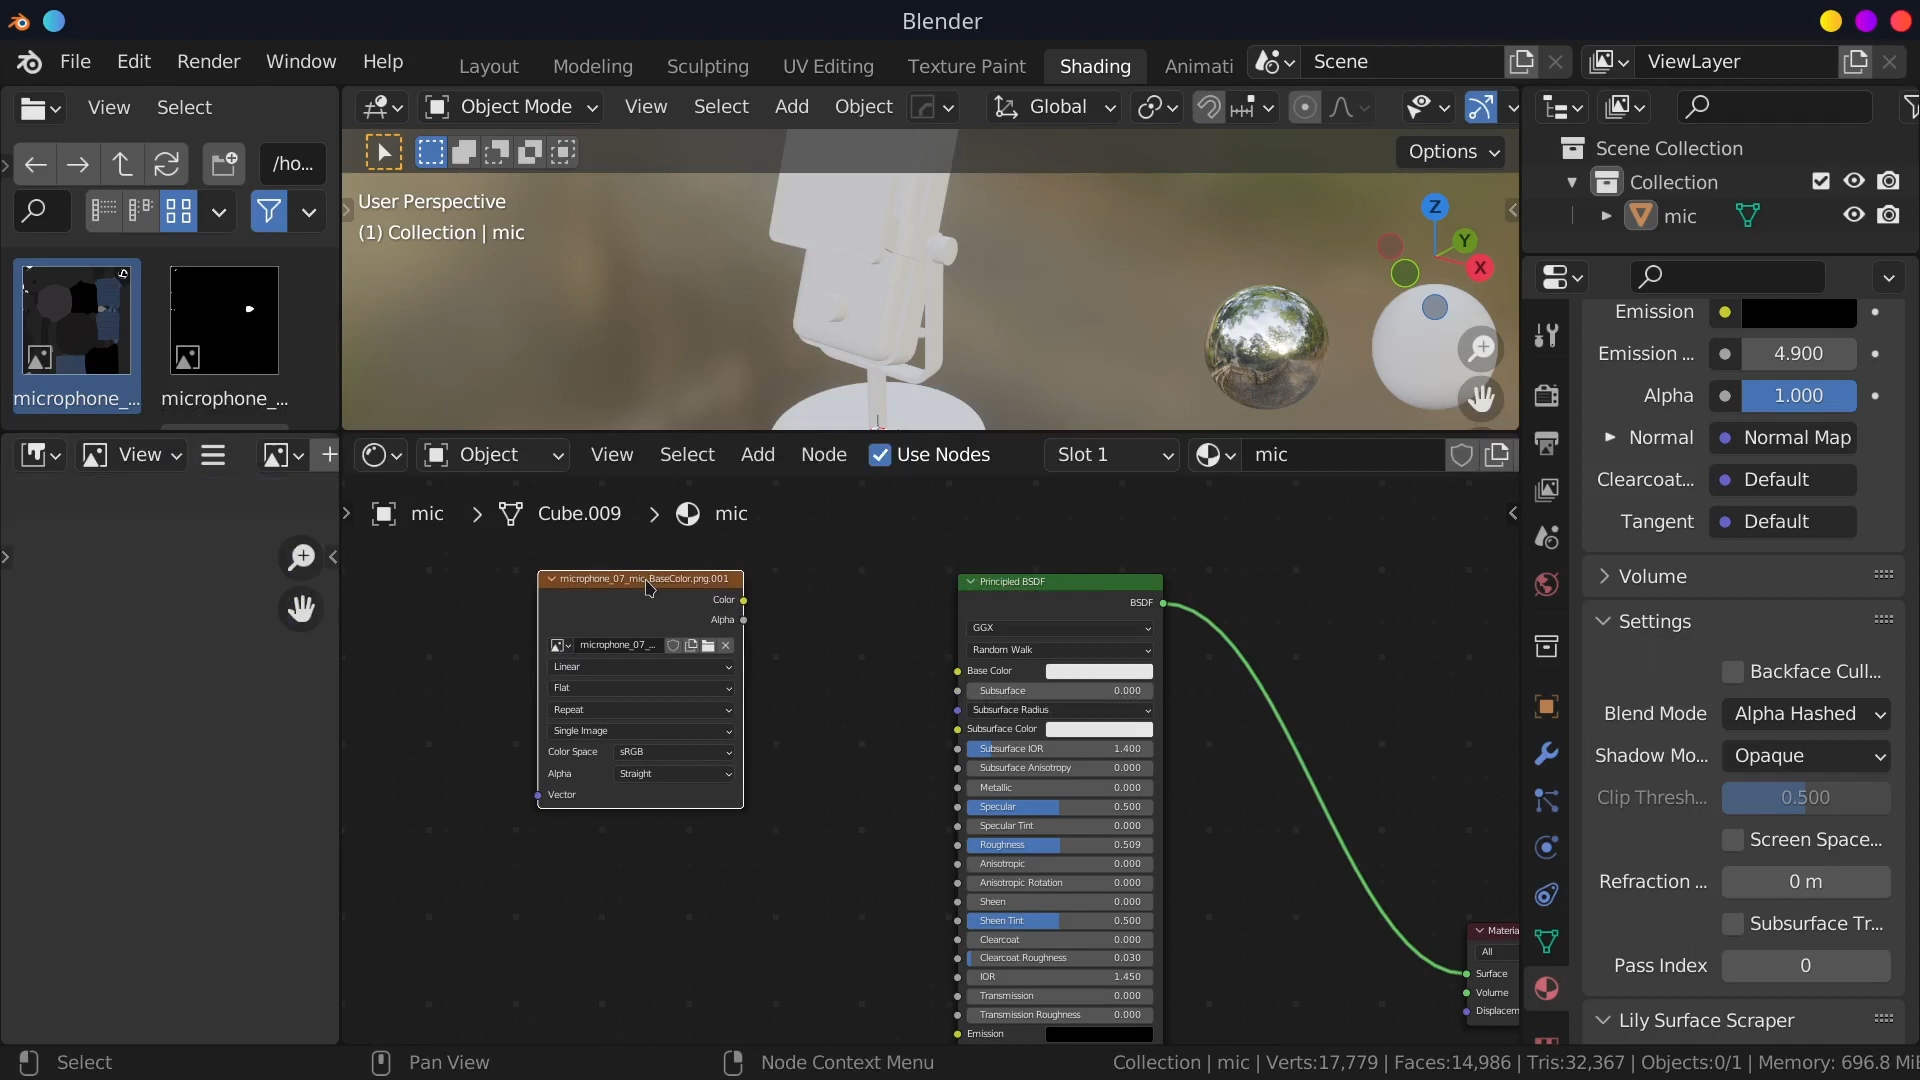 Blender
File Edit Render Window Help
Layout Modeling Sculpting UV Editing Texture Paint Shading Animati
Scene
ViewLayer
View Select
Object Mode View Select Add Object Global
/ho...
Options
User Perspective
(1) Collection | mic
Z
Y
X
microphone_... microphone_...
Scene Collection
Collection
mic
Emission
Emission ... 4.900
Alpha 1.000
Normal Normal Map
Clearcoat... Default
Tangent Default
Volume
Settings
Backface Cull...
Blend Mode Alpha Hashed
Shadow Mo... Opaque
Clip Thresh... 0.500
Screen Space...
Refraction ... 0 m
Subsurface Tr...
Pass Index 0
Lily Surface Scraper
View
Object View Select Add Node Use Nodes Slot 1 mic
mic > Cube.009 > mic
microphone_07_mic_BaseColor.png.001
Color
Alpha
microphone_07_...
Linear
Flat
Repeat
Single Image
Color Space sRGB
Alpha Straight
Vector
Principled BSDF
BSDF
GGX
Random Walk
Base Color
Subsurface 0.000
Subsurface Radius
Subsurface Color
Subsurface IOR 1.400
Subsurface Anisotropy 0.000
Metallic 0.000
Specular 0.500
Specular Tint 0.000
Roughness 0.509
Anisotropic 0.000
Anisotropic Rotation 0.000
Sheen 0.000
Sheen Tint 0.500
Clearcoat 0.000
Clearcoat Roughness 0.030
IOR 1.450
Transmission 0.000
Transmission Roughness 0.000
Emission
Materia
All
Surface
Volume
Displacem
Select Pan View Node Context Menu Collection | mic | Verts:17,779 | Faces:14,986 | Tris:32,367 | Objects:0/1 | Memory: 696.8 Mi